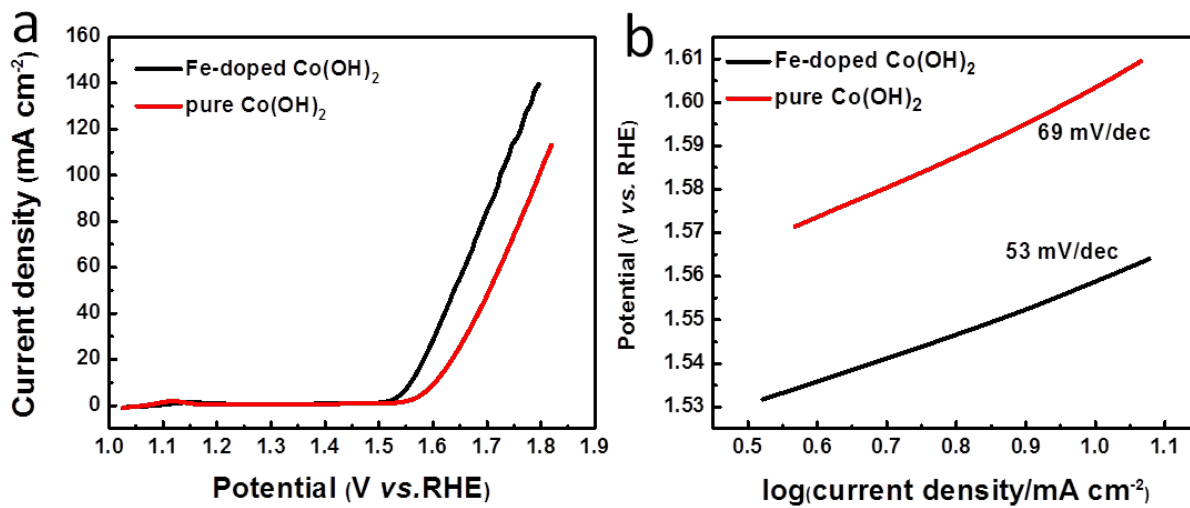 a
160
140
120
100
80
60
40
20
0
Current density (mA cm-2)
Fe-doped Co(OH)2
pure Co(OH)2
1.0 1.1 1.2 1.3 1.4 1.5 1.6 1.7 1.8 1.9
Potential (V vs.RHE)
b
1.61
1.60
1.59
1.58
1.57
1.56
1.55
1.54
1.53
Potential (V vs. RHE)
Fe-doped Co(OH)2
pure Co(OH)2
69 mV/dec
53 mV/dec
0.5 0.6 0.7 0.8 0.9 1.0 1.1
log(current density/mA cm-2)